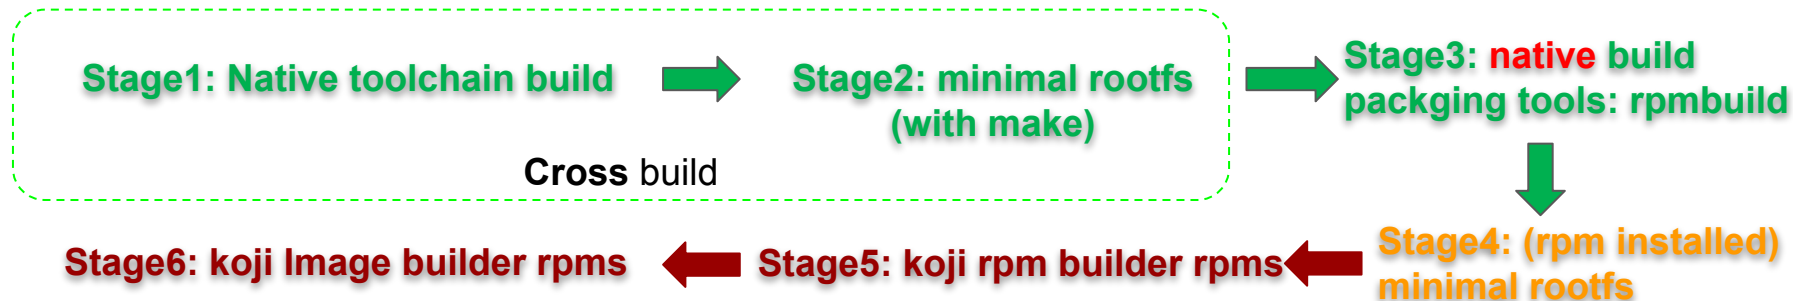 Stage1: Native toolchain build
Stage2: minimal rootfs
(with make)
Cross build
Stage3: native build
packging tools: rpmbuild
Stage4: (rpm installed)
minimal rootfs
Stage5: koji rpm builder rpms
Stage6: koji Image builder rpms